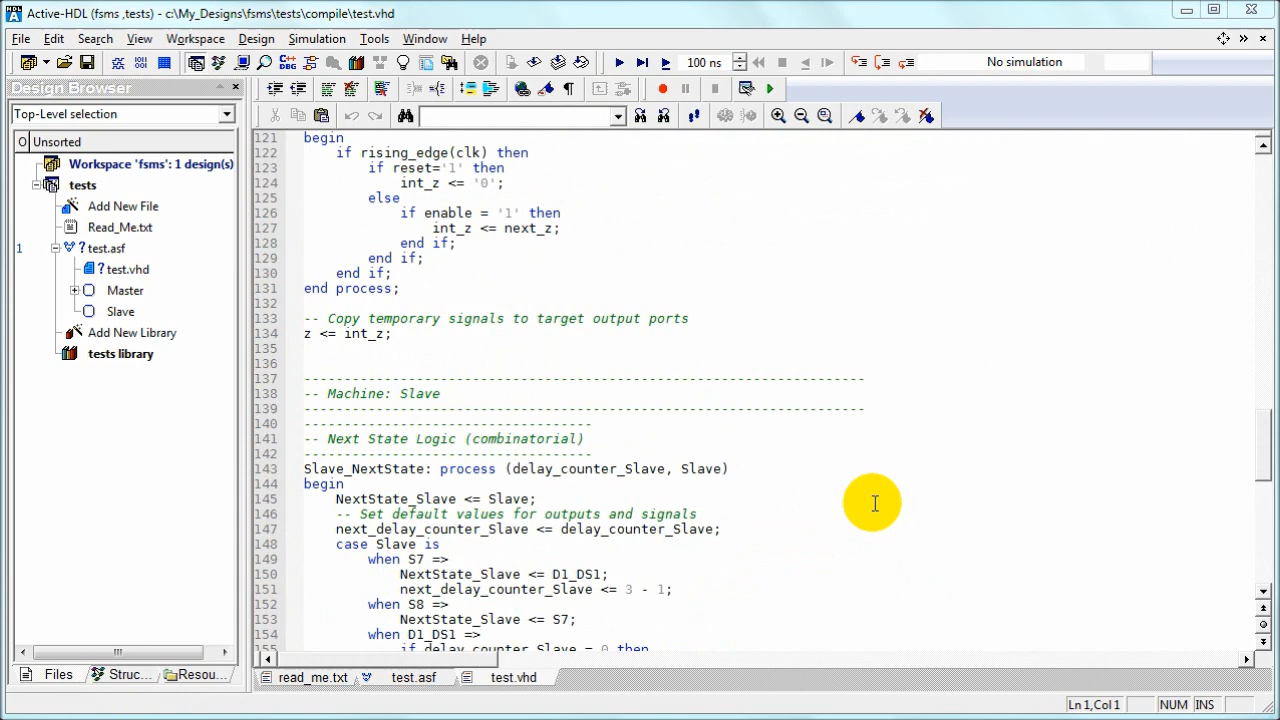 Active-HDL (fsms ,tests) - c:\My_Designs\fsms\tests\compile\test.vhd
File Edit Search View Workspace Design Simulation Tools Window Help
100 ns No simulation
Design Browser
Top-Level selection
O Unsorted
Workspace 'fsms': 1 design(s)
tests
Add New File
Read_Me.txt
1 ? test.asf
? test.vhd
Master
Slave
Add New Library
tests library
Files Struc... Resou...
121 begin
122 if rising_edge(clk) then
123 if reset='1' then
124 int_z <= '0';
125 else
126 if enable = '1' then
127 int_z <= next_z;
128 end if;
129 end if;
130 end if;
131 end process;
132
133 -- Copy temporary signals to target output ports
134 z <= int_z;
135
136
137 ----------------------------------------------------------------------
138 -- Machine: Slave
139 ----------------------------------------------------------------------
140 ------------------------------------
141 -- Next State Logic (combinatorial)
142 ------------------------------------
143 Slave_NextState: process (delay_counter_Slave, Slave)
144 begin
145 NextState_Slave <= Slave;
146 -- Set default values for outputs and signals
147 next_delay_counter_Slave <= delay_counter_Slave;
148 case Slave is
149 when S7 =>
150 NextState_Slave <= D1_DS1;
151 next_delay_counter_Slave <= 3 - 1;
152 when S8 =>
153 NextState_Slave <= S7;
154 when D1_DS1 =>
155 if delay_counter_Slave = 0 then
read_me.txt test.asf test.vhd
Ln 1,Col 1 NUM INS